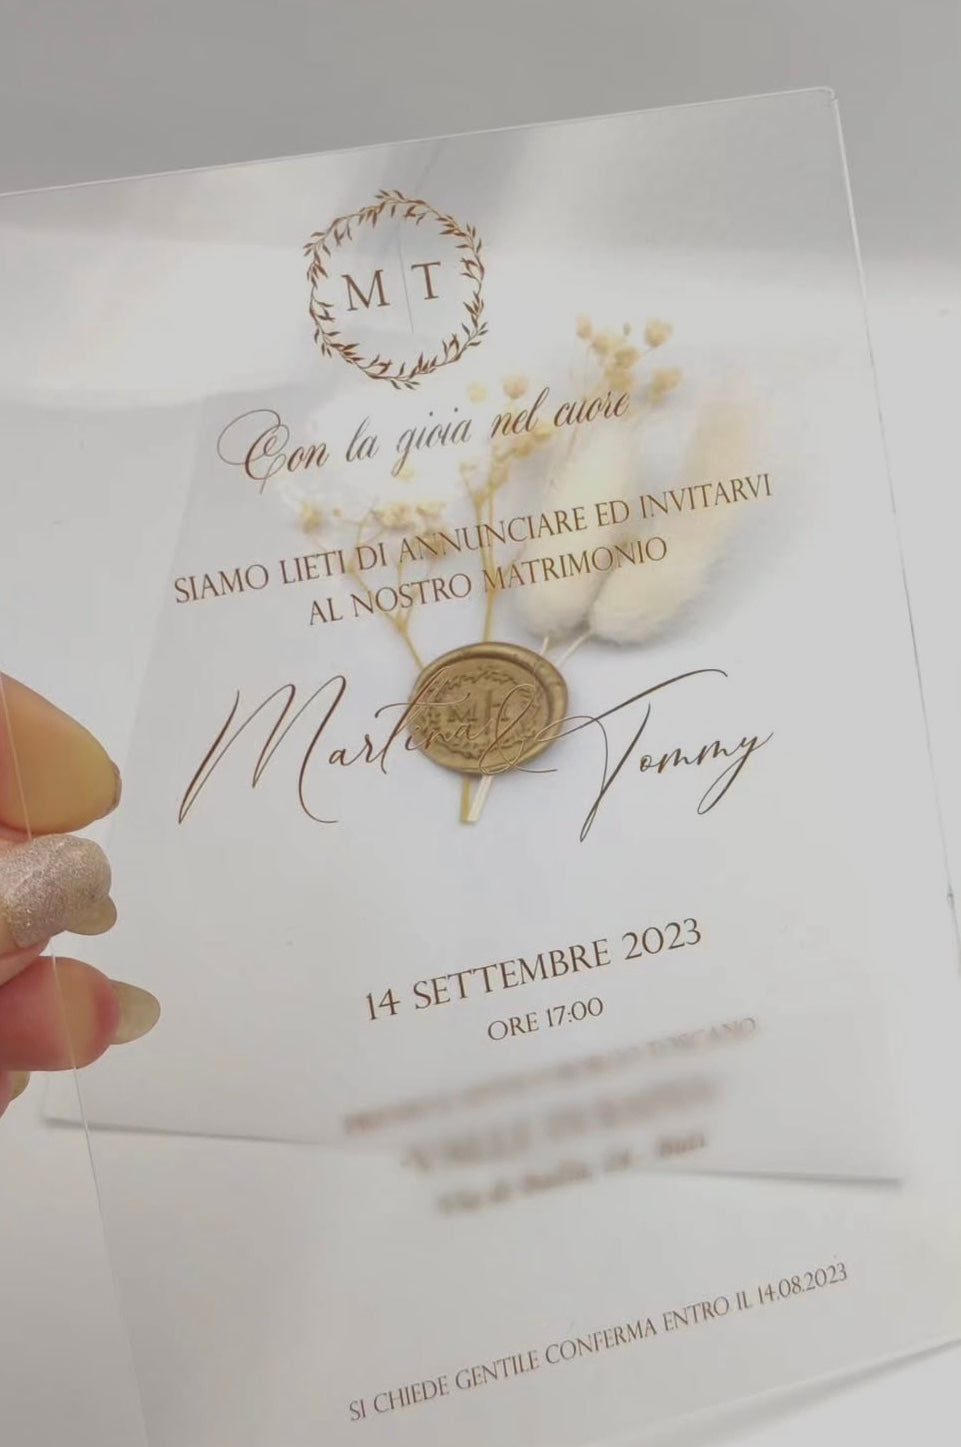 M T
Con la gioia nel cuore
SIAMO LIETI DI ANNUNCIARE ED INVITARVI
AL NOSTRO MATRIMONIO
Martina & Tommy
14 SETTEMBRE 2023
ORE 17:00
SI CHIEDE GENTILE CONFERMA ENTRO IL 14.08.2023